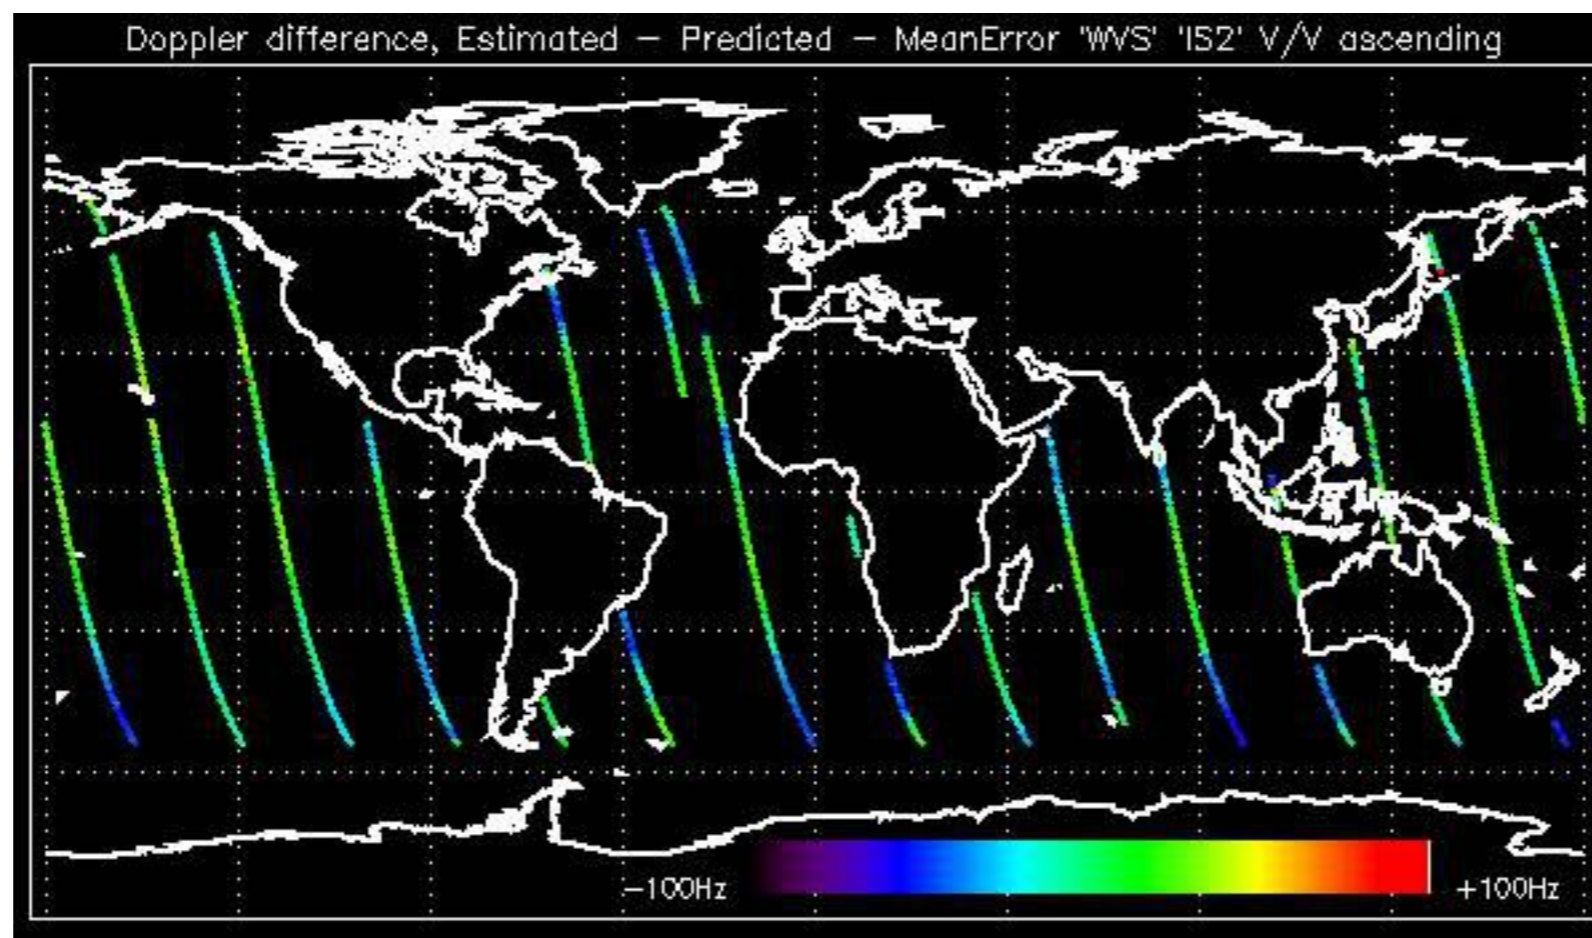 Doppler difference, Estimated – Predicted – MeanError 'WVS' 'IS2' V/V ascending
-100Hz +100Hz